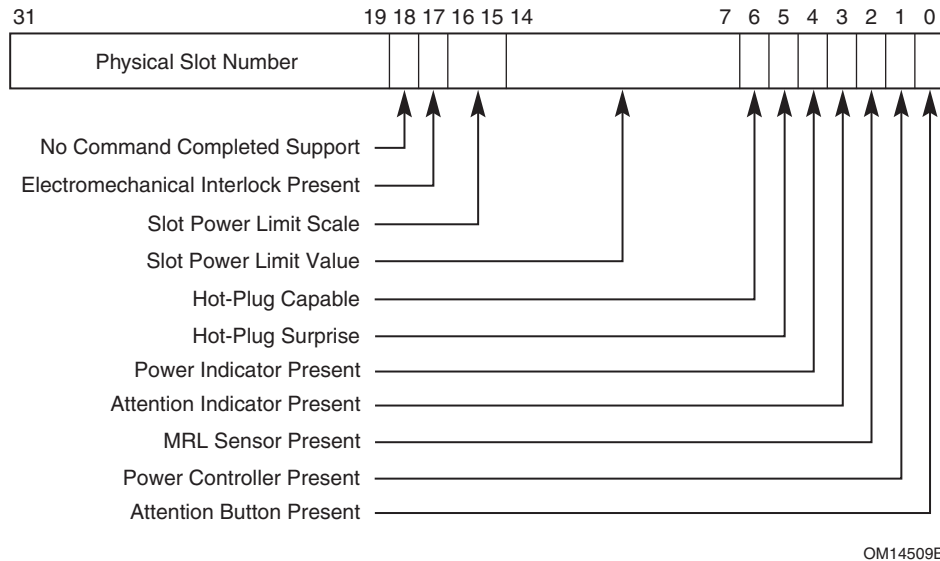 31 19 18 17 16 15 14 7 6 5 4 3 2 1 0
Physical Slot Number
No Command Completed Support
Electromechanical Interlock Present
Slot Power Limit Scale
Slot Power Limit Value
Hot-Plug Capable
Hot-Plug Surprise
Power Indicator Present
Attention Indicator Present
MRL Sensor Present
Power Controller Present
Attention Button Present
OM14509B